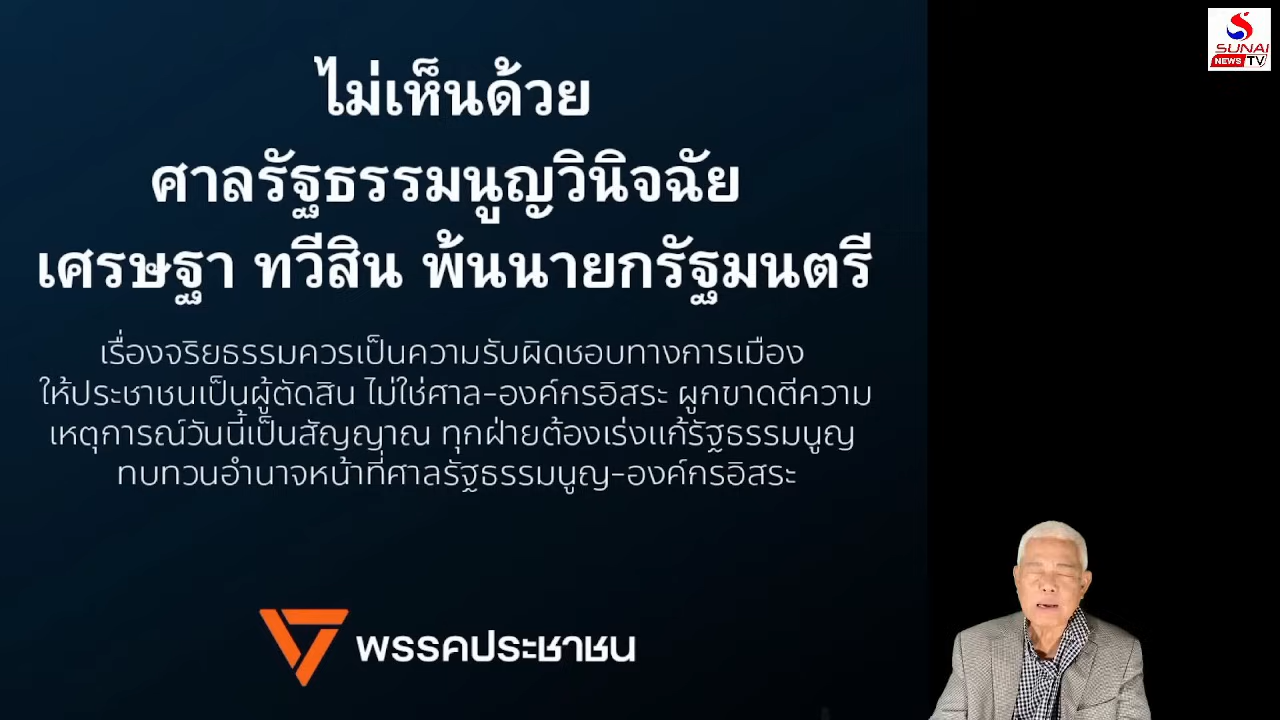 ไม่เห็นด้วย
ศาลรัฐธรรมนูญวินิจฉัย
เศรษฐา ทวีสิน พ้นนายกรัฐมนตรี
เรื่องจริยธรรมควรเป็นความรับผิดชอบทางการเมือง
ให้ประชาชนเป็นผู้ตัดสิน ไม่ใช่ศาล-องค์กรอิสระ ผูกขาดตีความ
เหตุการณ์วันนี้เป็นสัญญาณ ทุกฝ่ายต้องเร่งแก้รัฐธรรมนูญ
ทบทวนอำนาจหน้าที่ศาลรัฐธรรมนูญ-องค์กรอิสระ
พรรคประชาชน
SUNAI
NEWS TV